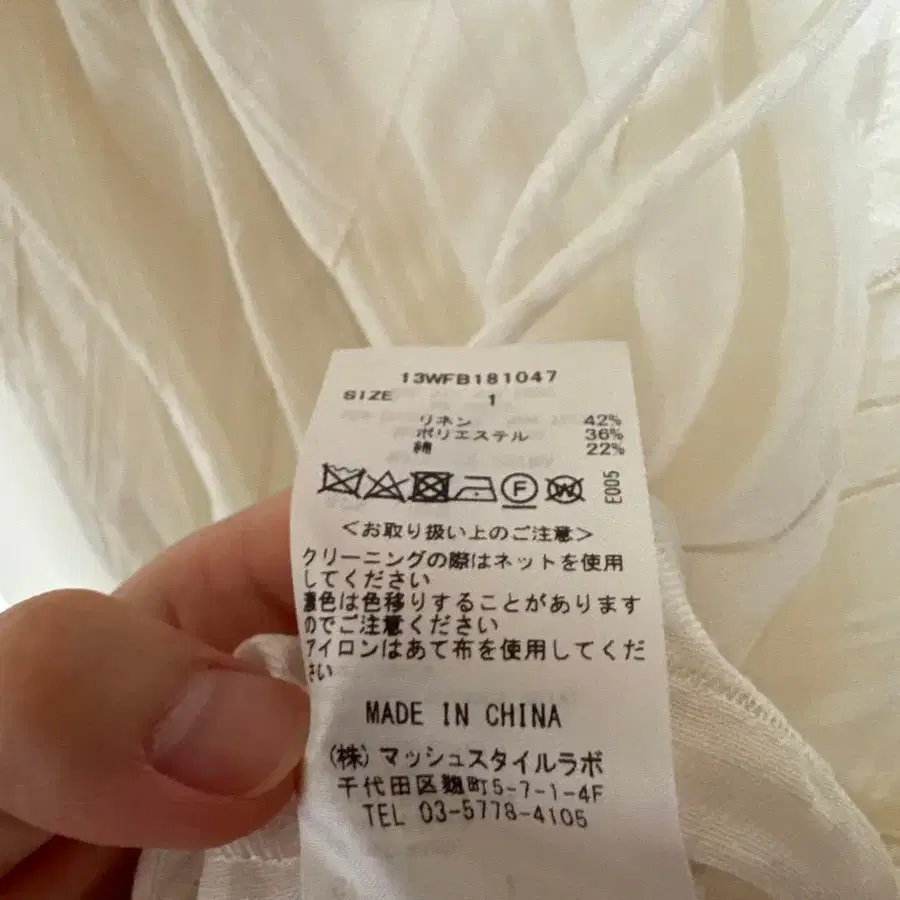 13WFB181047
SIZE 1
リネン 42%
ポリエステル 36%
綿 22%
F W
E005
<お取り扱い上のご注意>
クリーニングの際はネットを使用
してください
濃色は色移りすることがあります
のでご注意ください
アイロンはあて布を使用してくだ
さい
MADE IN CHINA
(株)マッシュスタイルラボ
千代田区麹町5-7-1-4F
TEL 03-5778-4105